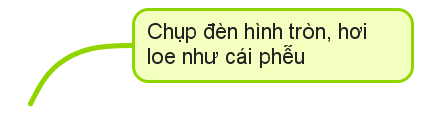 Chụp đèn hình tròn, hơi
loe như cái phễu